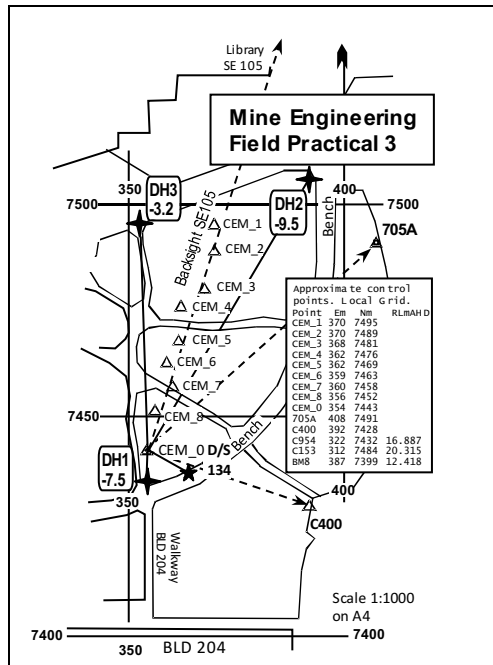 Library
SE 105
Mine Engineering
Field Practical 3
350
DH3
-3.2
DH2
-9.5
400
7500
7500
Bench
705A
Backsight SE105
CEM_1
CEM_2
CEM_3
CEM_4
CEM_5
CEM_6
CEM_7
CEM_8
Approximate control
points. Local Grid.
Point Em Nm RLmAHD
CEM_1 370 7495
CEM_2 370 7489
CEM_3 368 7481
CEM_4 362 7476
CEM_5 362 7469
CEM_6 359 7463
CEM_7 360 7458
CEM_8 356 7452
CEM_0 354 7443
705A 408 7491
C400 392 7428
C954 322 7432 16.887
C153 312 7484 20.315
BM8 387 7399 12.418
7450
CEM_0
D/S
134
Bench
DH1
-7.5
350
400
C400
Walkway
BLD 204
Scale 1:1000
on A4
7400
7400
350
BLD 204